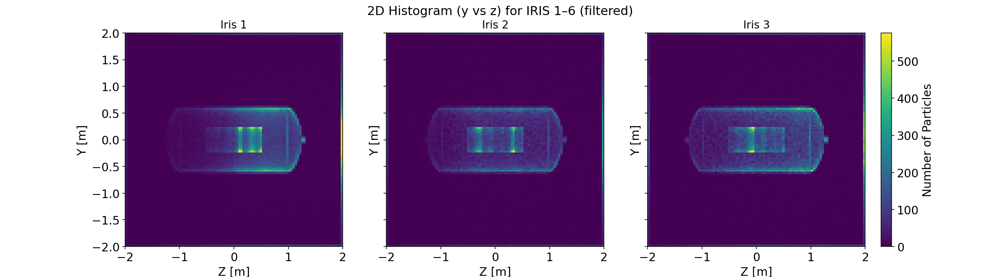 2D Histogram (y vs z) for IRIS 1–6 (filtered)
Iris 1
Iris 2
Iris 3
2.0
1.5
1.0
0.5
0.0
−0.5
−1.0
−1.5
−2.0
Y [m]
Y [m]
Y [m]
−2 −1 0 1 2
−2 −1 0 1 2
−2 −1 0 1 2
Z [m]
Z [m]
Z [m]
500
400
300
200
100
0
Number of Particles